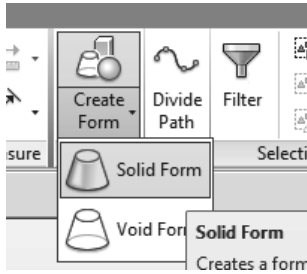 Create Form
Divide Path
Filter
sure
Selecti
Solid Form
Void For
Solid Form
Creates a form